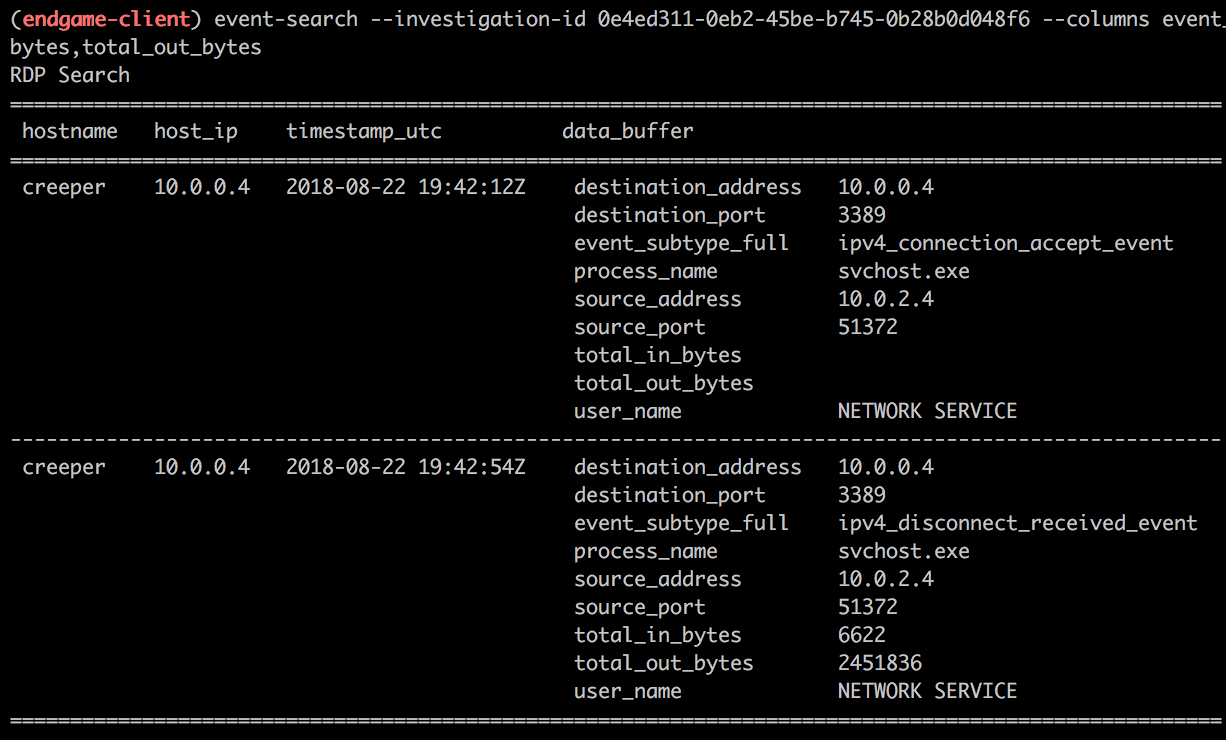 (endgame-client) event-search --investigation-id 0e4ed311-0eb2-45be-b745-0b28b0d048f6 --columns event_
bytes,total_out_bytes
RDP Search
hostname host_ip timestamp_utc data_buffer
creeper 10.0.0.4 2018-08-22 19:42:12Z destination_address 10.0.0.4
destination_port 3389
event_subtype_full ipv4_connection_accept_event
process_name svchost.exe
source_address 10.0.2.4
source_port 51372
total_in_bytes
total_out_bytes
user_name NETWORK SERVICE
creeper 10.0.0.4 2018-08-22 19:42:54Z destination_address 10.0.0.4
destination_port 3389
event_subtype_full ipv4_disconnect_received_event
process_name svchost.exe
source_address 10.0.2.4
source_port 51372
total_in_bytes 6622
total_out_bytes 2451836
user_name NETWORK SERVICE